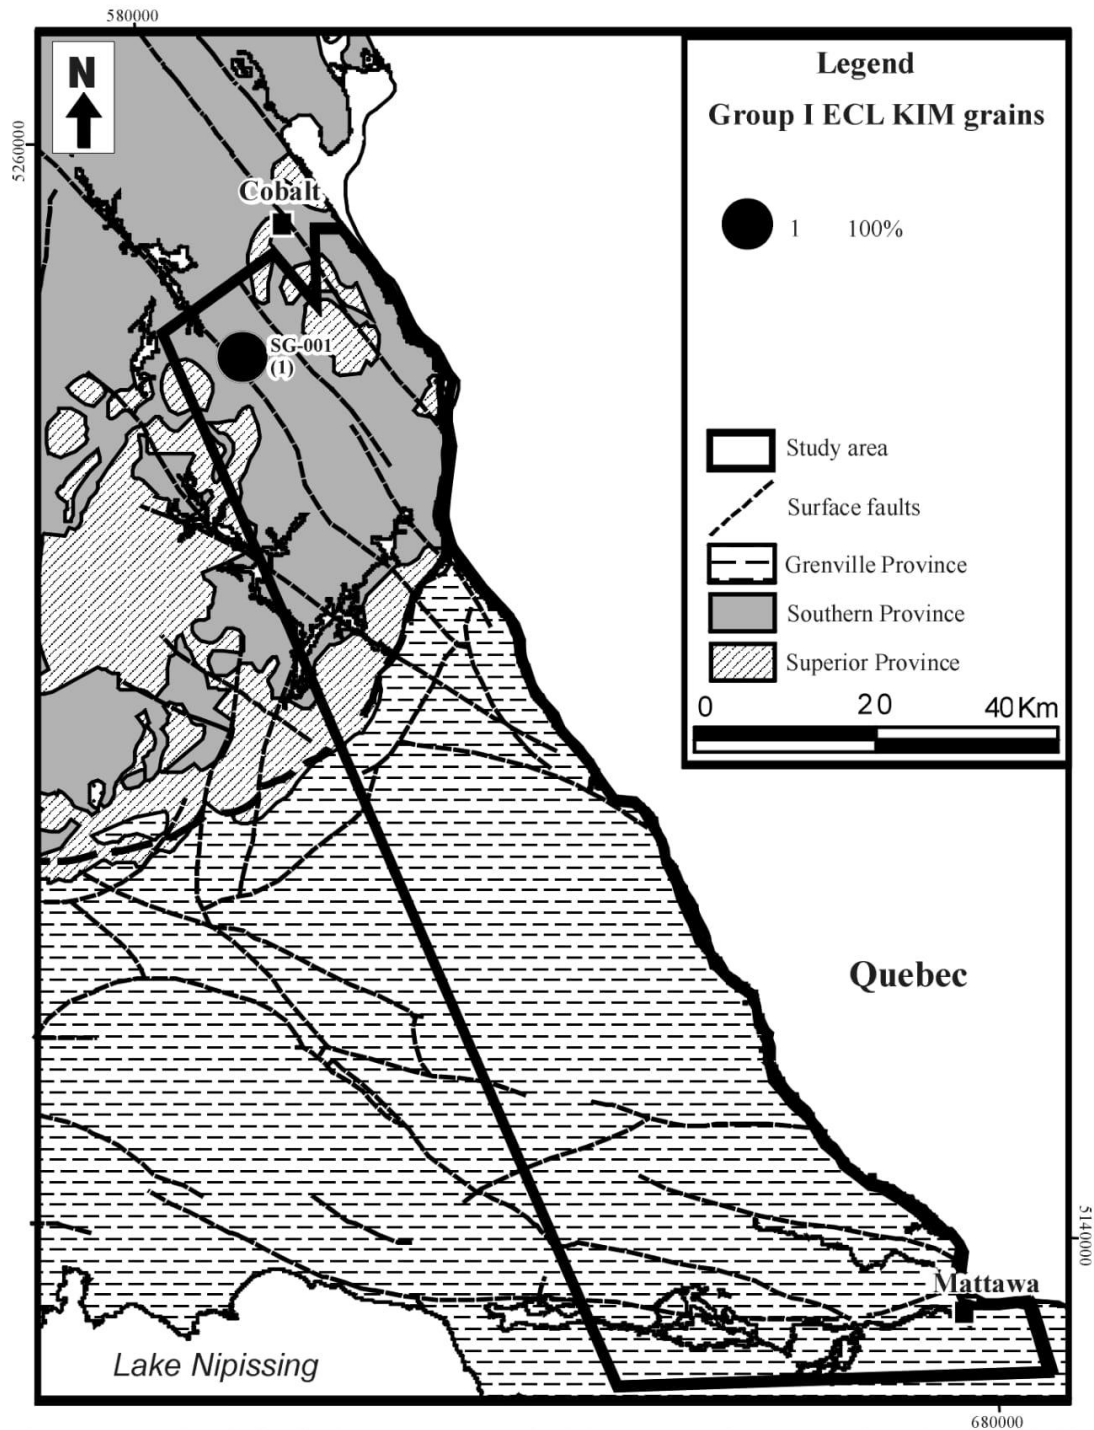 580000
N
5260000
Cobalt
SG-001
(1)
Legend
Group I ECL KIM grains
1 100%
Study area
Surface faults
Grenville Province
Southern Province
Superior Province
0 20 40 Km
Quebec
5140000
Mattawa
Lake Nipissing
680000